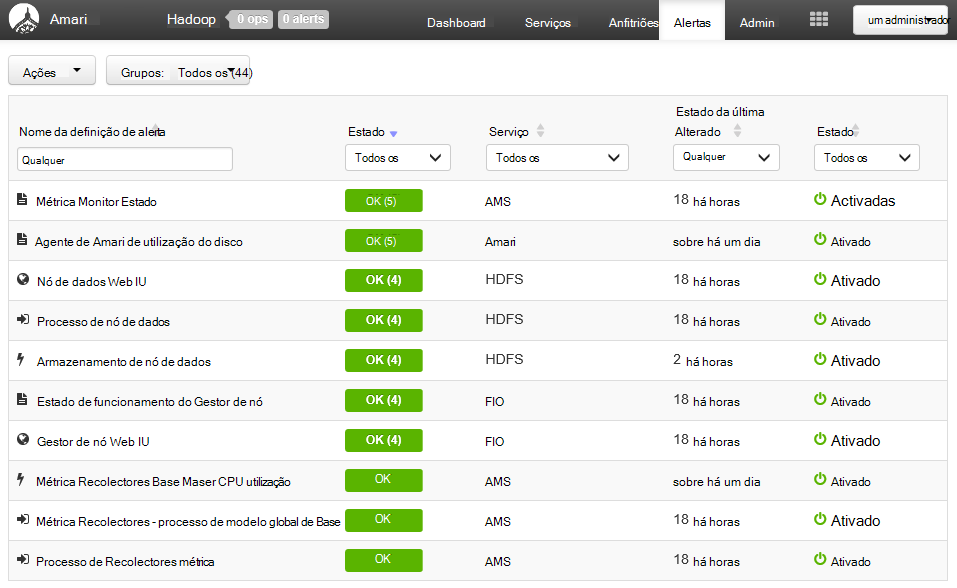 Amari Hadoop 0 ops 0 alerts Dashboard Serviços Anfitriões Alertas Admin um administrador
Ações Grupos: Todos os (44)
Estado da última
Nome da definição de alerta Estado Serviço Alterado Estado
Qualquer Todos os Todos os Qualquer Todos os
Métrica Monitor Estado OK (5) AMS 18 há horas Activadas
Agente de Amari de utilização do disco OK (5) Amari sobre há um dia Ativado
Nó de dados Web IU OK (4) HDFS 18 há horas Ativado
Processo de nó de dados OK (4) HDFS 18 há horas Ativado
Armazenamento de nó de dados OK (4) HDFS 2 há horas Ativado
Estado de funcionamento do Gestor de nó OK (4) FIO 18 há horas Ativado
Gestor de nó Web IU OK (4) FIO 18 há horas Ativado
Métrica Recolectores Base Maser CPU utilização OK AMS sobre há um dia Ativado
Métrica Recolectores - processo de modelo global de Base OK AMS 18 há horas Ativado
Processo de Recolectores métrica OK AMS 18 há horas Ativado